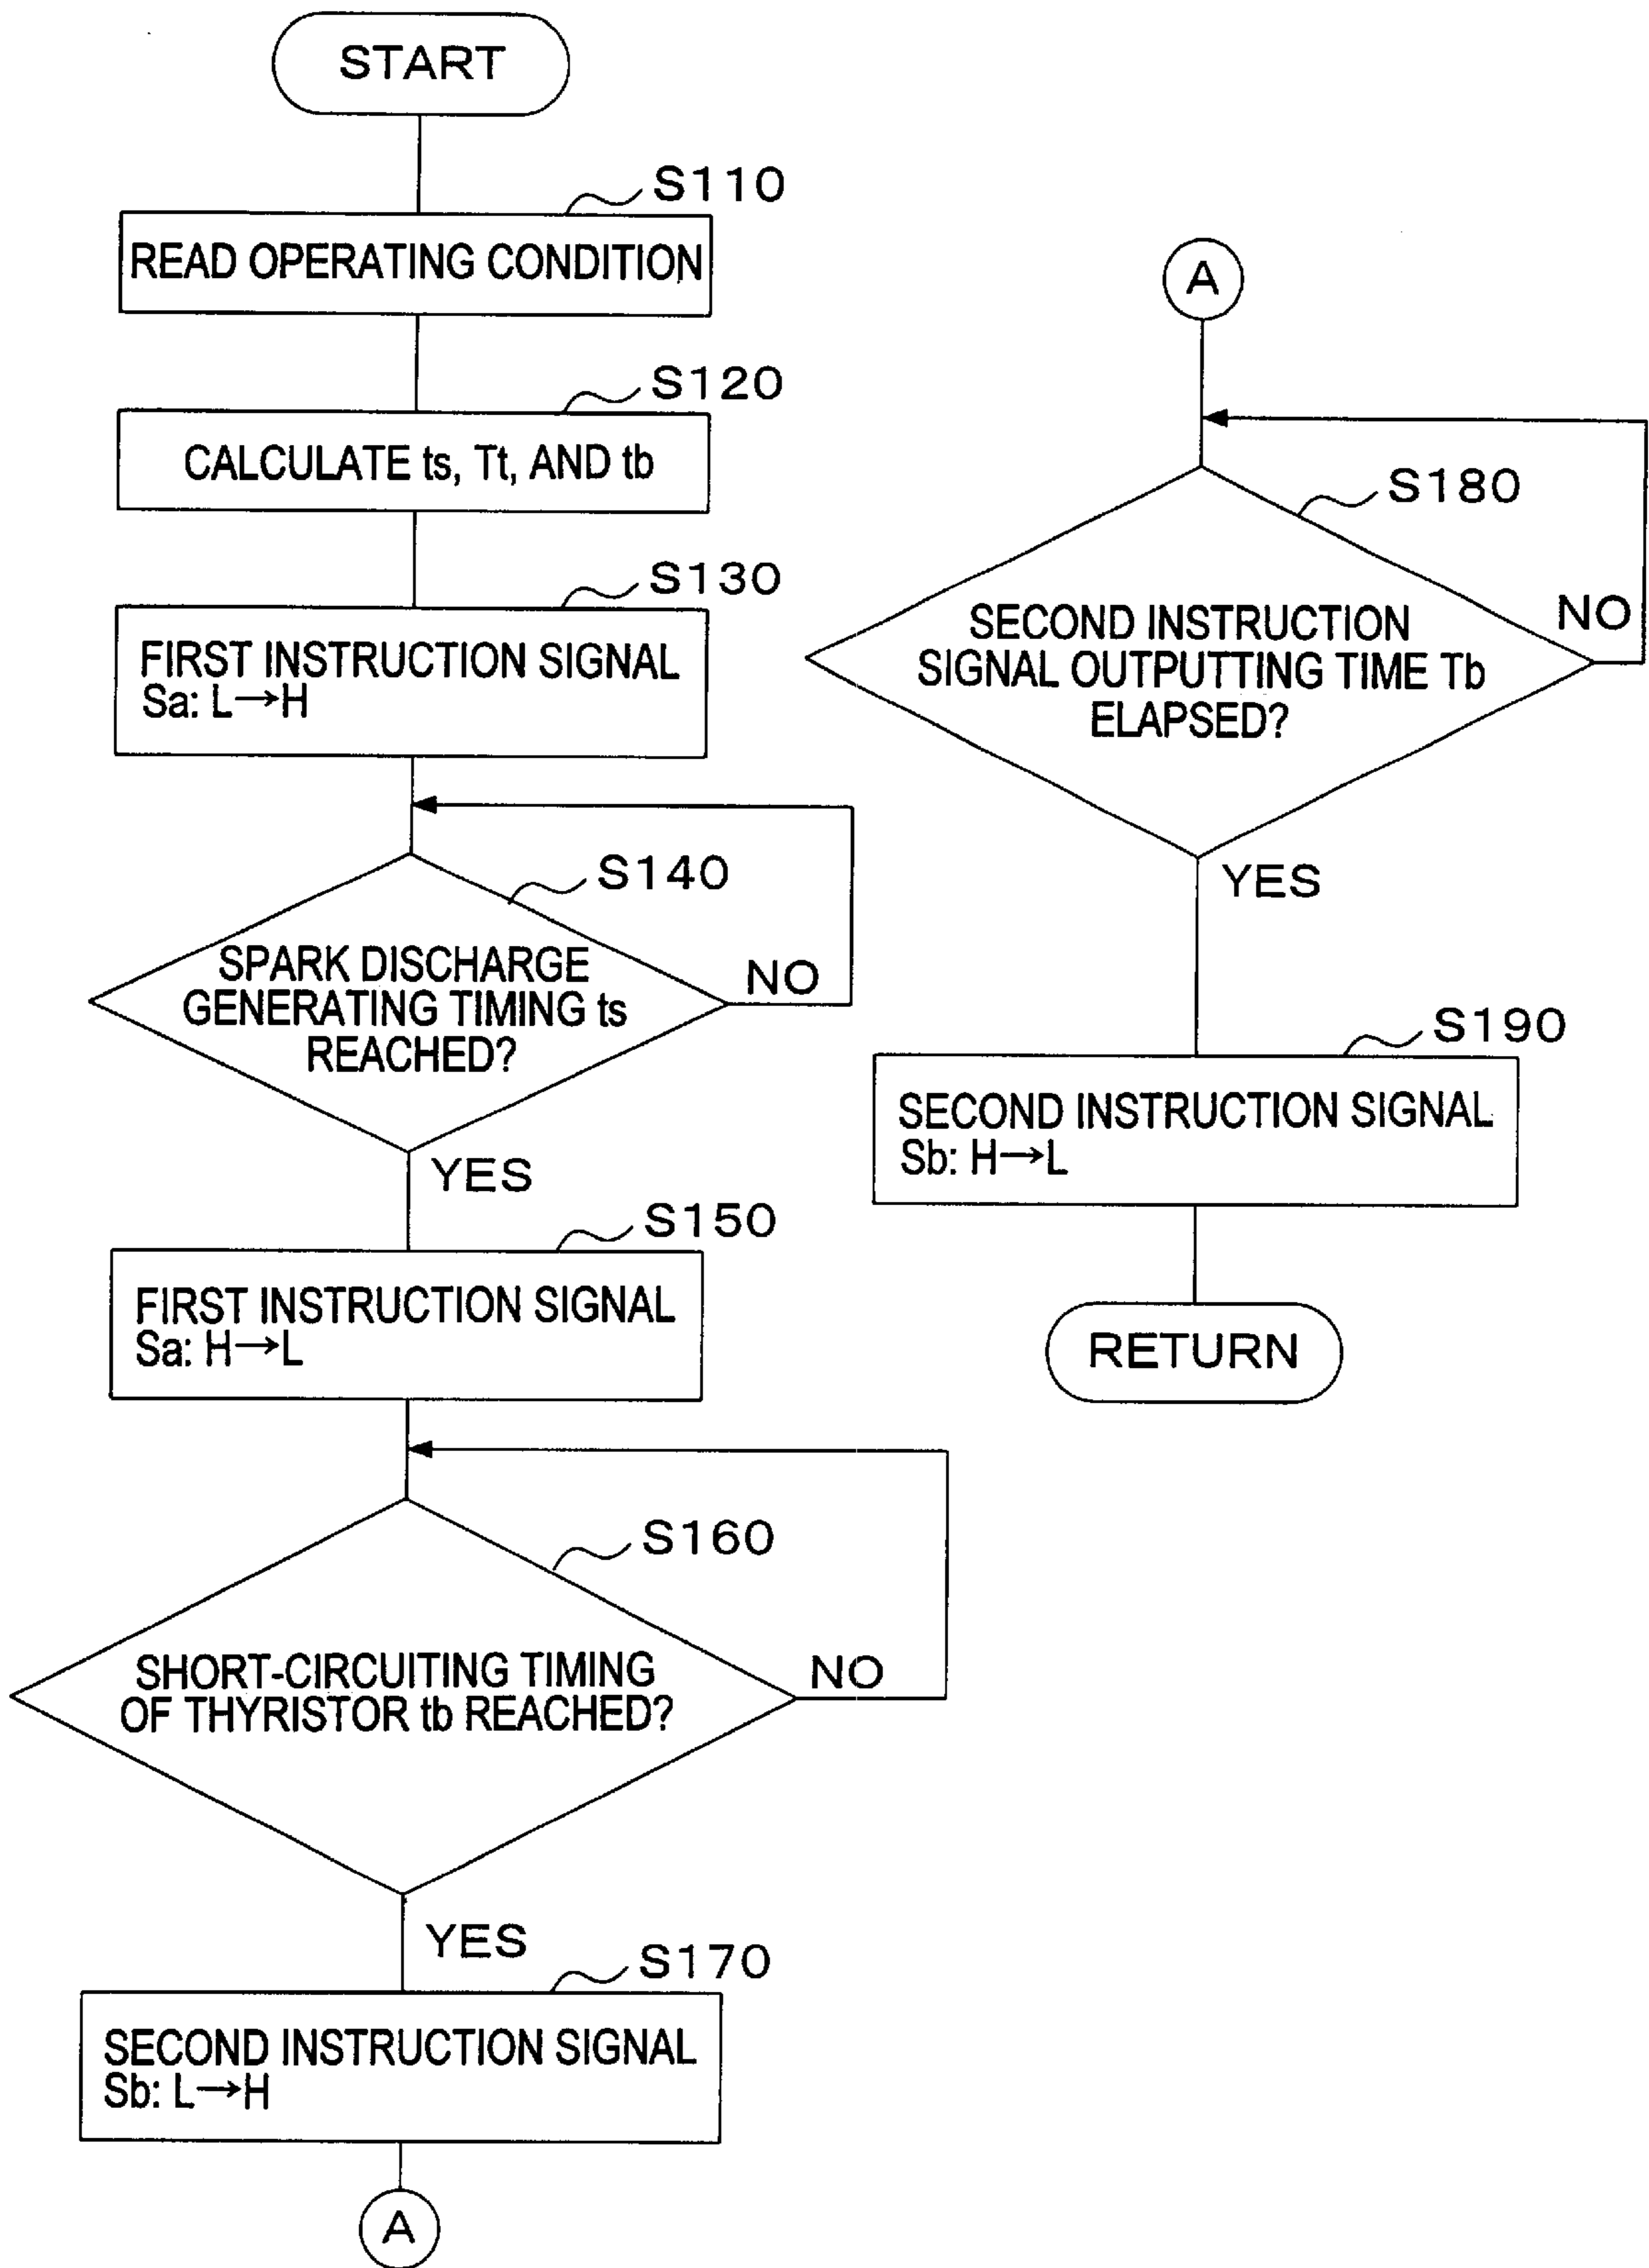 START
S110
READ OPERATING CONDITION
S120
CALCULATE ts, Tt, AND tb
S130
FIRST INSTRUCTION SIGNAL
Sa: L→H
S140
SPARK DISCHARGE
GENERATING TIMING ts
REACHED?
NO
YES
S150
FIRST INSTRUCTION SIGNAL
Sa: H→L
S160
SHORT-CIRCUITING TIMING
OF THYRISTOR tb REACHED?
NO
YES
S170
SECOND INSTRUCTION SIGNAL
Sb: L→H
A
A
S180
SECOND INSTRUCTION
SIGNAL OUTPUTTING TIME Tb
ELAPSED?
NO
YES
S190
SECOND INSTRUCTION SIGNAL
Sb: H→L
RETURN